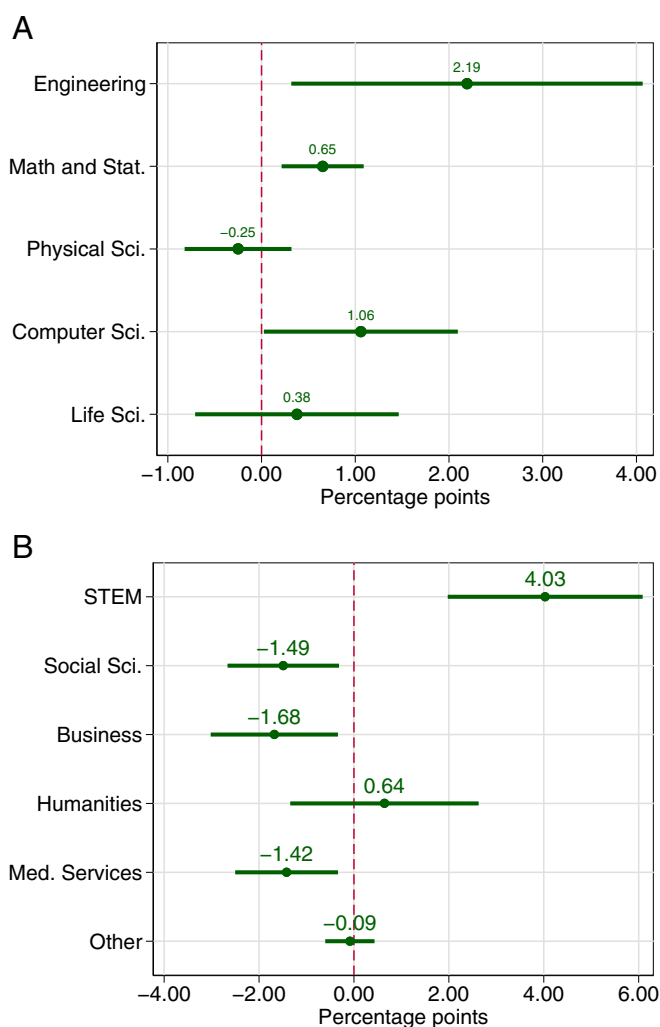 A
Engineering
2.19
Math and Stat.
0.65
Physical Sci.
−0.25
Computer Sci.
1.06
Life Sci.
0.38
−1.00 0.00 1.00 2.00 3.00 4.00
Percentage points
B
STEM
4.03
Social Sci.
−1.49
Business
−1.68
Humanities
0.64
Med. Services
−1.42
Other
−0.09
−4.00 −2.00 0.00 2.00 4.00 6.00
Percentage points